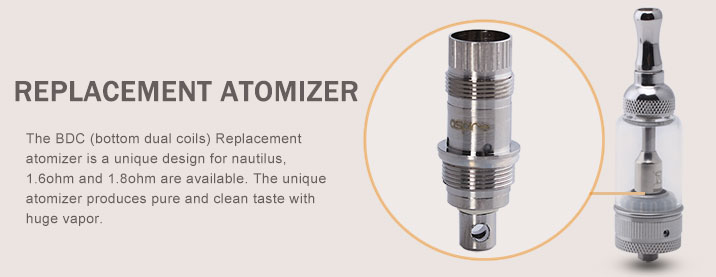 REPLACEMENT ATOMIZER
The BDC (bottom dual coils) Replacement
atomizer is a unique design for nautilus,
1.6ohm and 1.8ohm are available. The unique
atomizer produces pure and clean taste with
huge vapor.